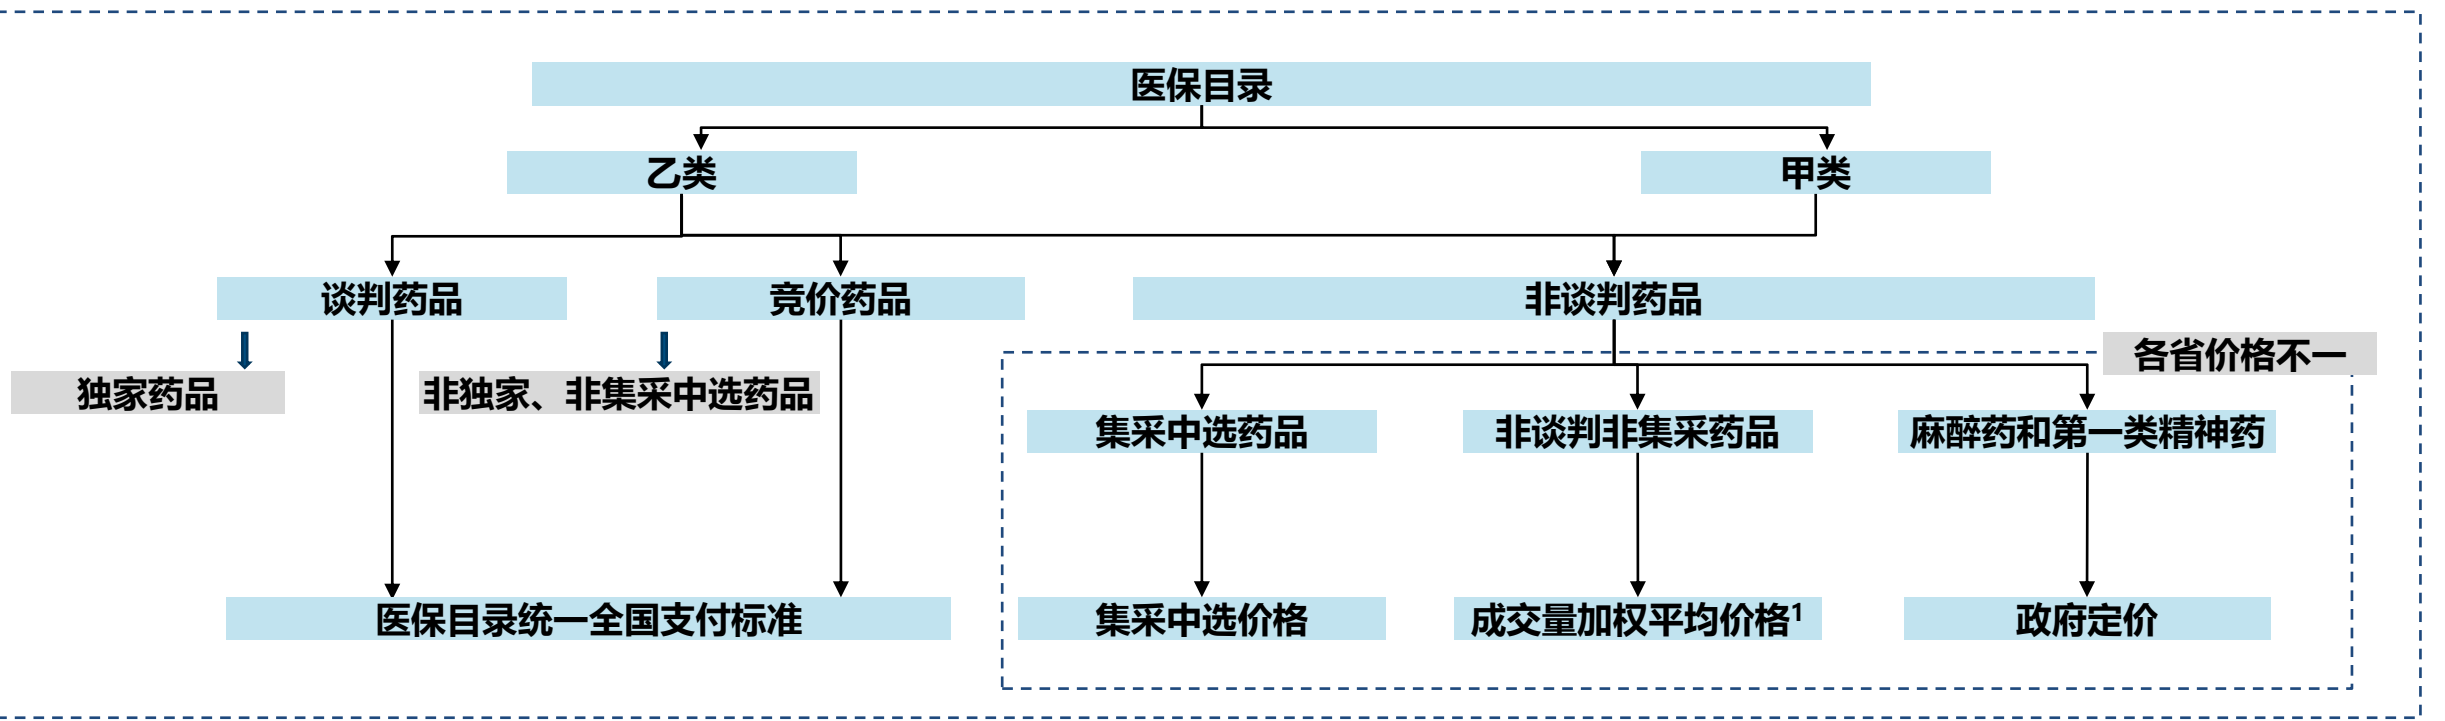 医保目录
乙类
甲类
谈判药品
竞价药品
非谈判药品
各省价格不一
独家药品
非独家、非集采中选药品
集采中选药品
非谈判非集采药品
麻醉药和第一类精神药
医保目录统一全国支付标准
集采中选价格
成交量加权平均价格¹
政府定价